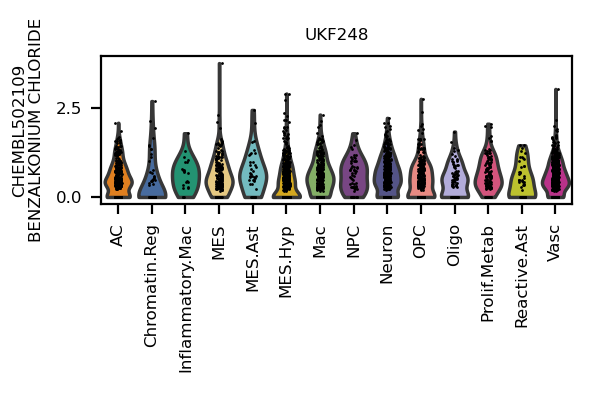 UKF248
CHEMBL502109
BENZALKONIUM CHLORIDE
2.5
0.0
AC
Chromatin.Reg
Inflammatory.Mac
MES
MES.Ast
MES.Hyp
Mac
NPC
Neuron
OPC
Oligo
Prolif.Metab
Reactive.Ast
Vasc